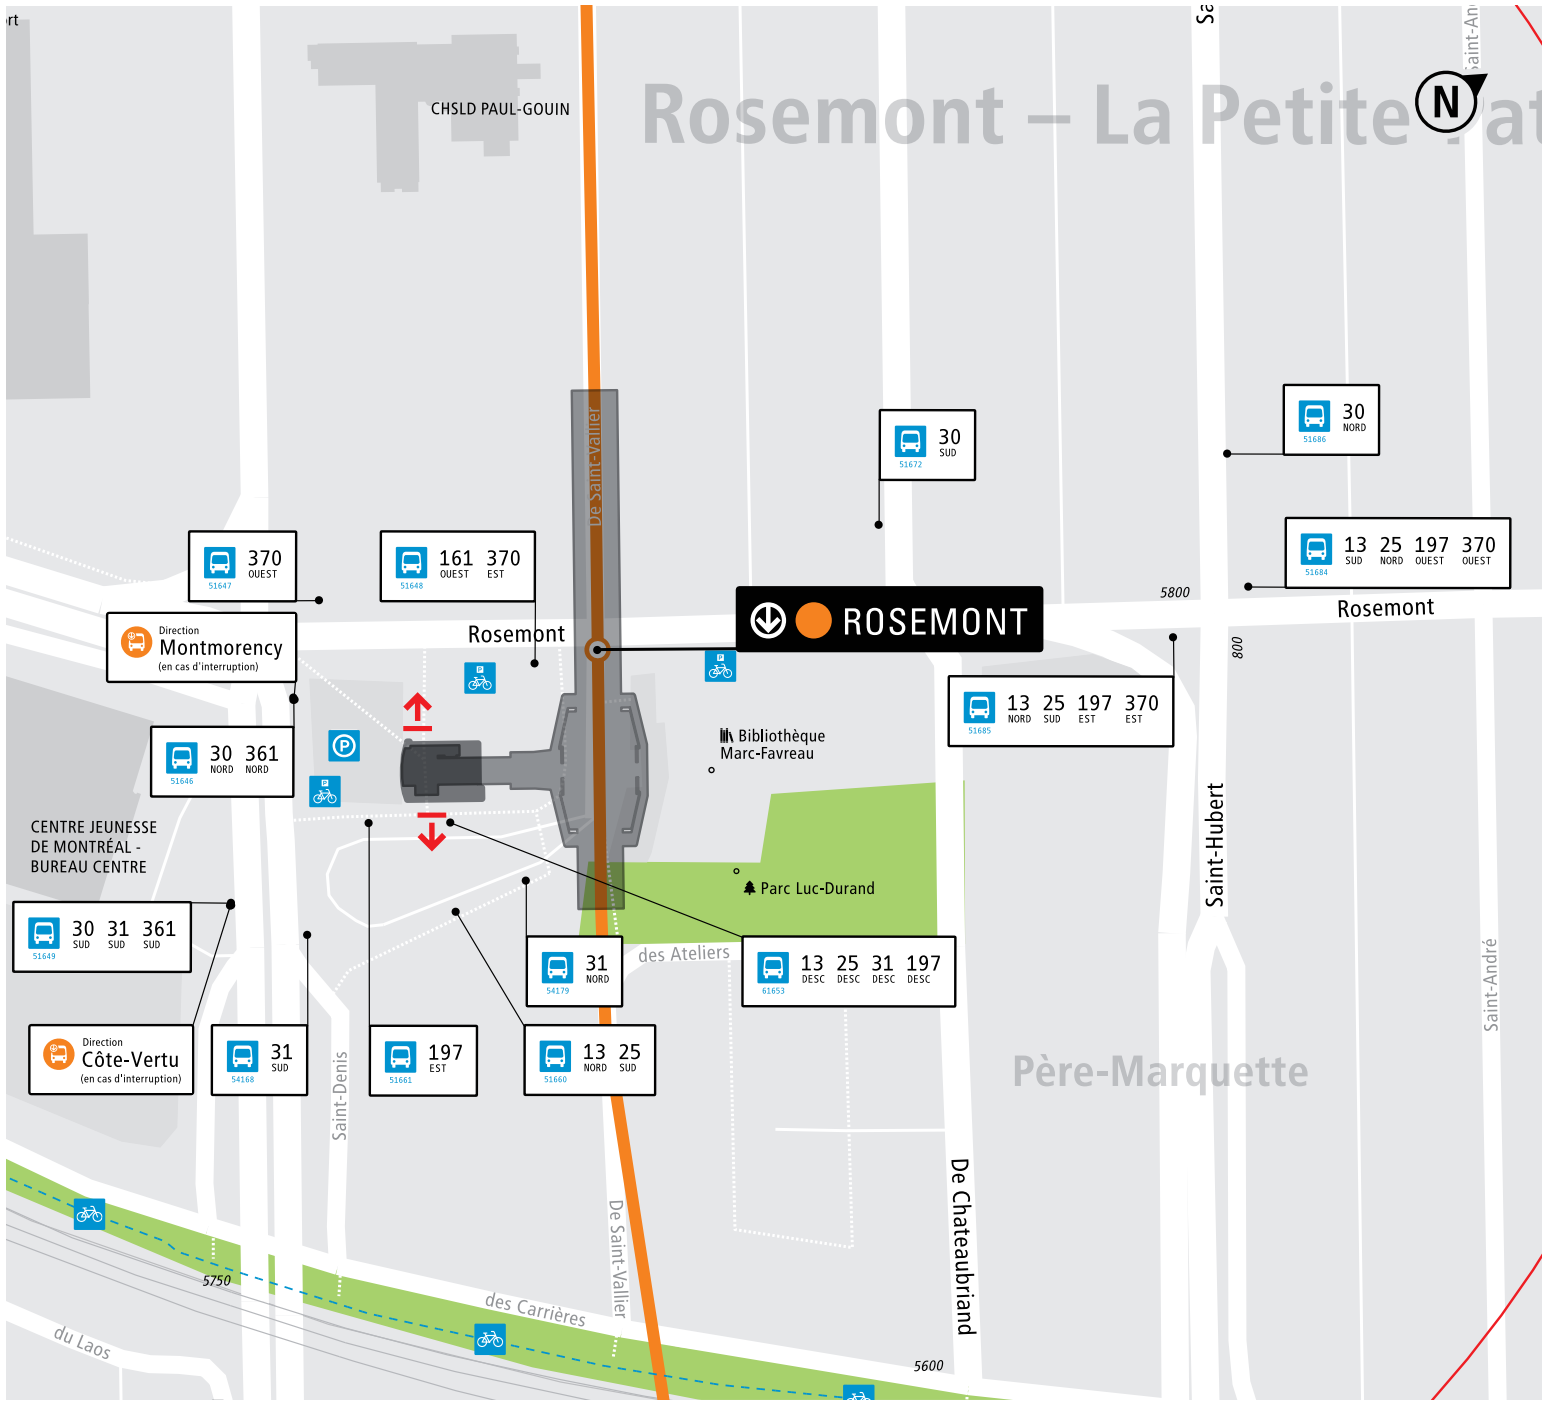 rt
Sa
Saint-An
CHSLD PAUL-GOUIN
Rosemont – La Petite
N
De Saint-Vallier
30
NORD
51686
30
SUD
51672
370
OUEST
51647
161 370
OUEST EST
51648
13 25 197 370
SUD NORD OUEST OUEST
51684
5800
Rosemont
ROSEMONT
Rosemont
800
Direction
Montmorency
(en cas d'interruption)
P
P
P
P
13 25 197 370
NORD SUD EST EST
51685
30 361
NORD NORD
51646
Bibliothèque
Marc-Favreau
Saint-Hubert
CENTRE JEUNESSE
DE MONTRÉAL -
BUREAU CENTRE
Parc Luc-Durand
30 31 361
SUD SUD SUD
51649
des Ateliers
31
NORD
54179
13 25 31 197
DESC DESC DESC DESC
61653
Saint-André
Direction
Côte-Vertu
(en cas d'interruption)
31
SUD
54168
Saint-Denis
197
EST
51661
13 25
NORD SUD
51660
Père-Marquette
De Chateaubriand
De Saint-Vallier
5750
des Carrières
du Laos
5600